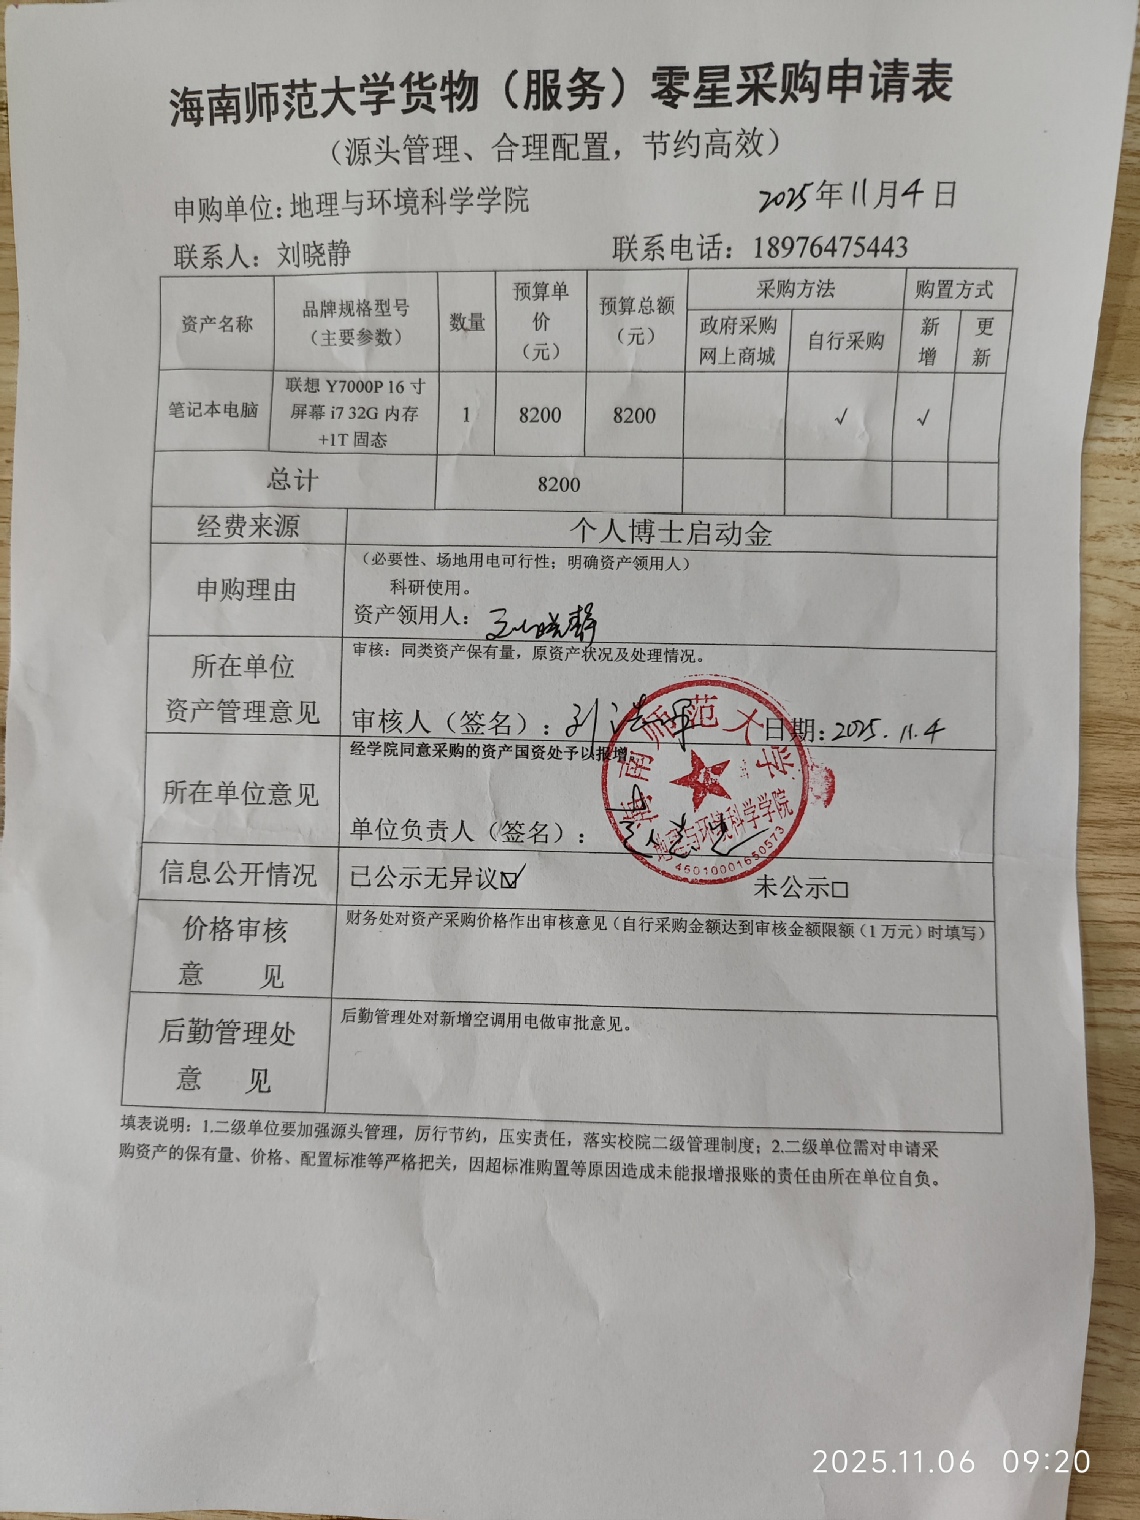 海南师范大学货物（服务）零星采购申请表
（源头管理、合理配置，节约高效）
申购单位: 地理与环境科学学院
2025年11月4日
联系人：刘晓静
联系电话：18976475443
资产名称
品牌规格型号
（主要参数）
数量
预算单
价
（元）
预算总额
（元）
采购方法
购置方式
政府采购
网上商城
自行采购
新
增
更
新
笔记本电脑
联想 Y7000P 16 寸
屏幕 i7 32G 内存
+1T 固态
1
8200
8200
√
√
总计
8200
经费来源
个人博士启动金
申购理由
（必要性、场地用电可行性；明确资产领用人）
科研使用。
资产领用人：
晓静
所在单位
资产管理意见
审核：同类资产保有量，原资产状况及处理情况。
审核人（签名）：刘
日期: 2025.11.4
所在单位意见
经学院同意采购的资产国资处予以报增。
单位负责人（签名）：
海南师范大学
地理与环境科学学院
信息公开情况
已公示无异议☑
未公示□
价格审核
意 见
财务处对资产采购价格作出审核意见（自行采购金额达到审核金额限额（1 万元）时填写）
后勤管理处
意 见
后勤管理处对新增空调用电做审批意见。
填表说明：1.二级单位要加强源头管理，厉行节约，压实责任，落实校院二级管理制度；2.二级单位需对申请采
购资产的保有量、价格、配置标准等严格把关，因超标准购置等原因造成未能报增报账的责任由所在单位自负。
2025.11.06 09:20